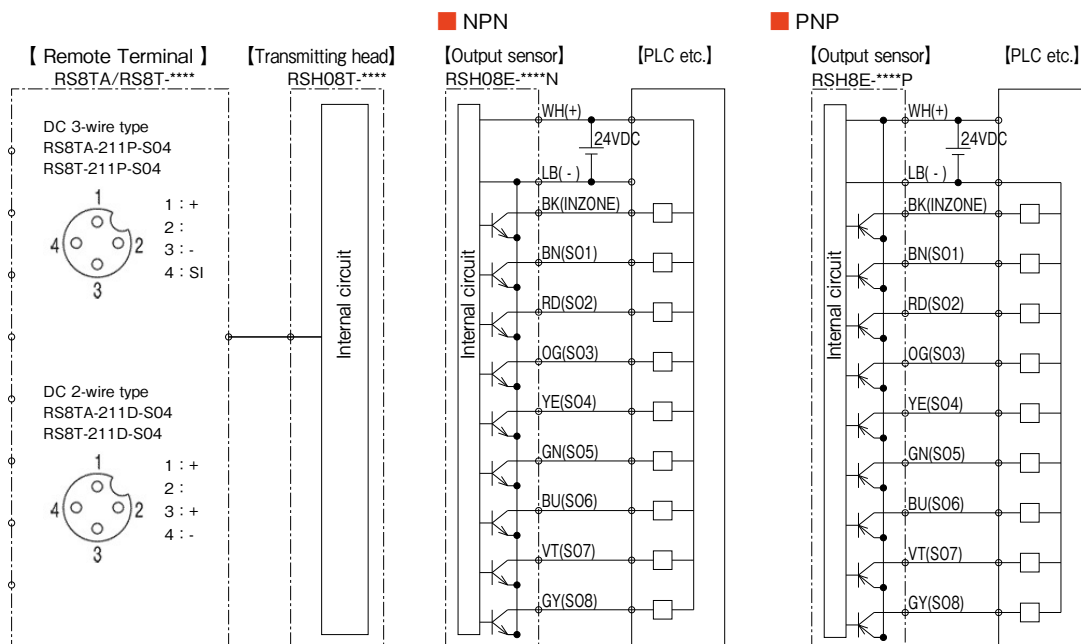 NPN
PNP
【 Remote Terminal 】
RS8TA/RS8T-****
【Transmitting head】
RSH08T-****
【Output sensor】
RSH08E-****N
【PLC etc.】
【Output sensor】
RSH8E-****P
【PLC etc.】
DC 3-wire type
RS8TA-211P-S04
RS8T-211P-S04
1
2
3
4
1 : +
2 :
3 : -
4 : SI
DC 2-wire type
RS8TA-211D-S04
RS8T-211D-S04
1
2
3
4
1 : +
2 :
3 : +
4 : -
Internal circuit
Internal circuit
WH(+)
24VDC
LB( - )
BK(INZONE)
BN(SO1)
RD(SO2)
OG(SO3)
YE(SO4)
GN(SO5)
BU(SO6)
VT(SO7)
GY(SO8)
Internal circuit
WH(+)
24VDC
LB( - )
BK(INZONE)
BN(SO1)
RD(SO2)
OG(SO3)
YE(SO4)
GN(SO5)
BU(SO6)
VT(SO7)
GY(SO8)